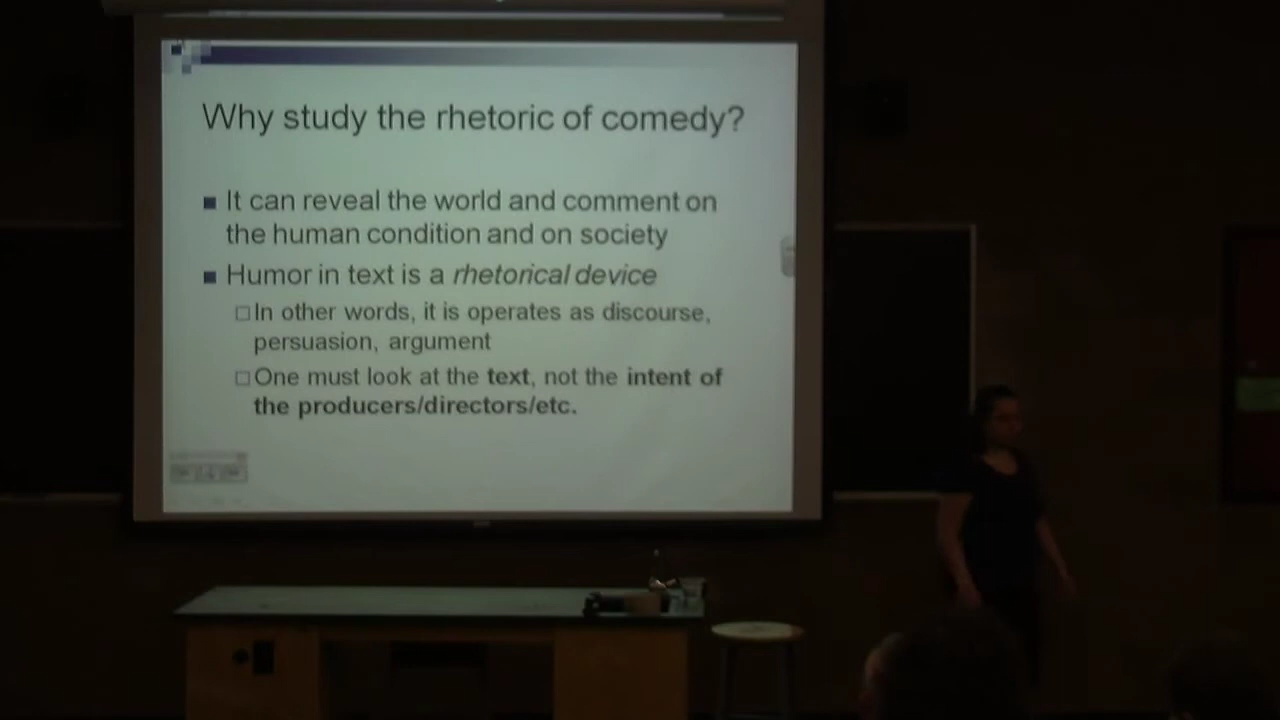 Why study the rhetoric of comedy?
It can reveal the world and comment on
the human condition and on society
Humor in text is a rhetorical device
In other words, it is operates as discourse,
persuasion, argument
One must look at the text, not the intent of
the producers/directors/etc.